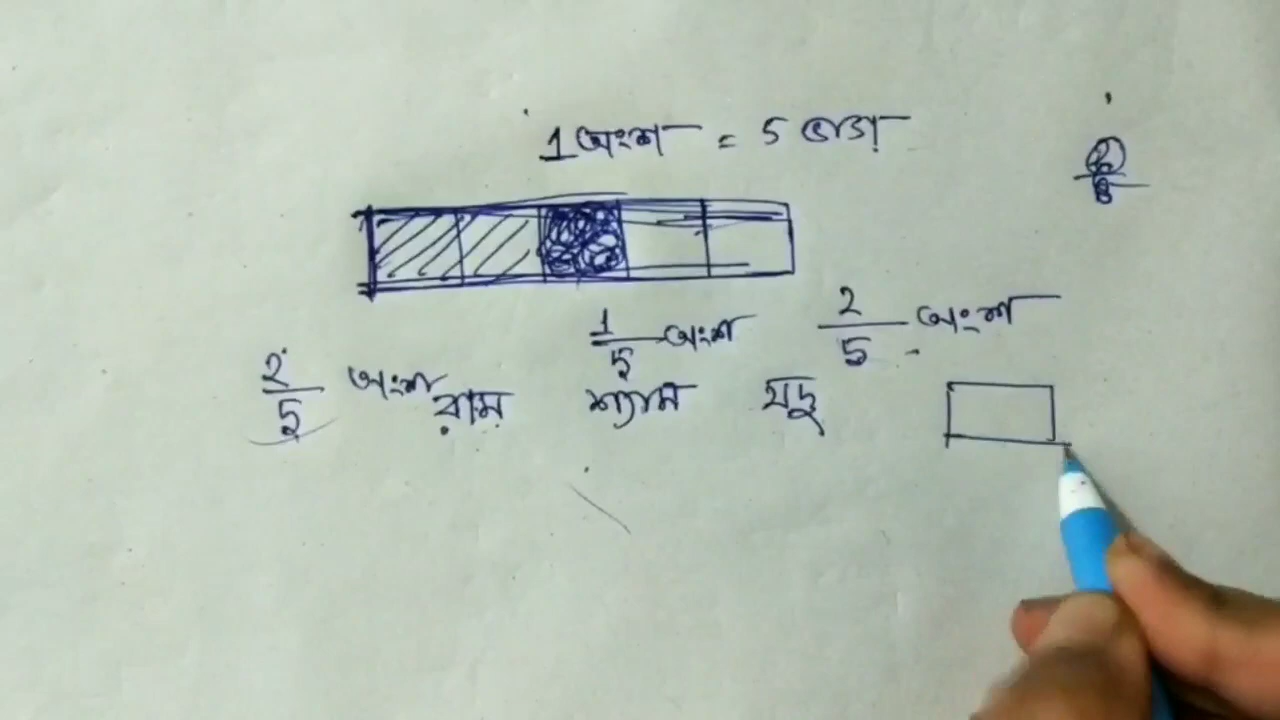 1 অংশ = 5 ভাগ
1/5 অংশ 2/5 অংশ
2/5 অংশ
রাম শ্যাম যদু